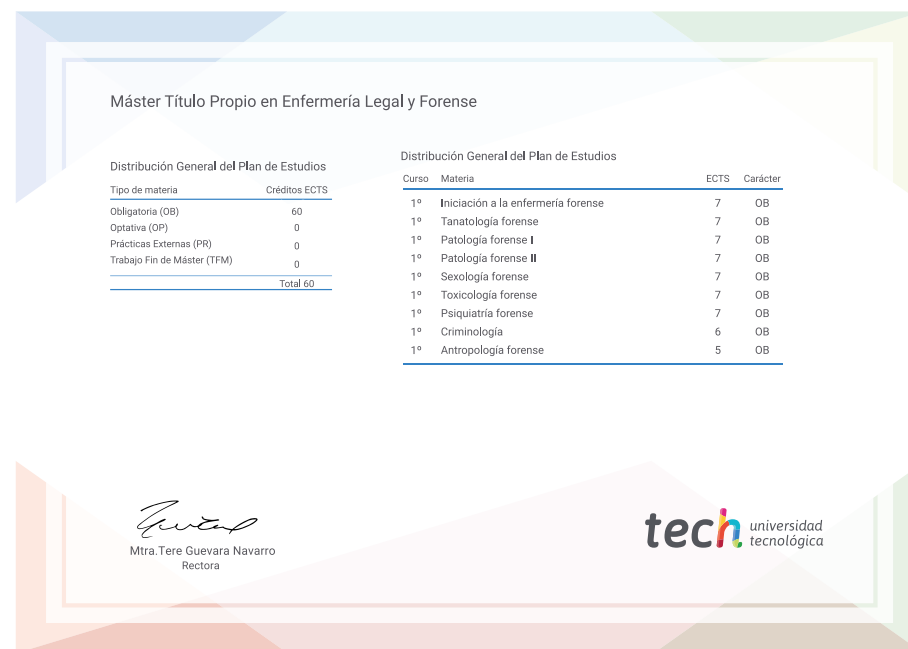 Máster Título Propio en Enfermería Legal y Forense
Distribución General del Plan de Estudios
Tipo de materia Créditos ECTS
Obligatoria (OB) 60
Optativa (OP) 0
Prácticas Externas (PR) 0
Trabajo Fin de Máster (TFM) 0
Total 60
Distribución General del Plan de Estudios
Curso Materia ECTS Carácter
1º Iniciación a la enfermería forense 7 OB
1º Tanatología forense 7 OB
1º Patología forense I 7 OB
1º Patología forense II 7 OB
1º Sexología forense 7 OB
1º Toxicología forense 7 OB
1º Psiquiatría forense 7 OB
1º Criminología 6 OB
1º Antropología forense 5 OB
Mtra.Tere Guevara Navarro
Rectora
tech universidad
tecnológica